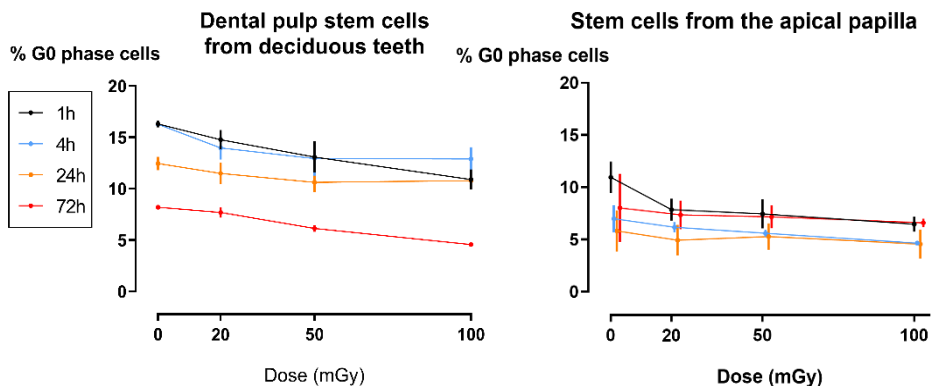 Dental pulp stem cells
from deciduous teeth
% G0 phase cells
1h
4h
24h
72h
20
15
10
5
0
0 20 50 100
Dose (mGy)
Stem cells from the apical papilla
% G0 phase cells
20
15
10
5
0
0 20 50 100
Dose (mGy)